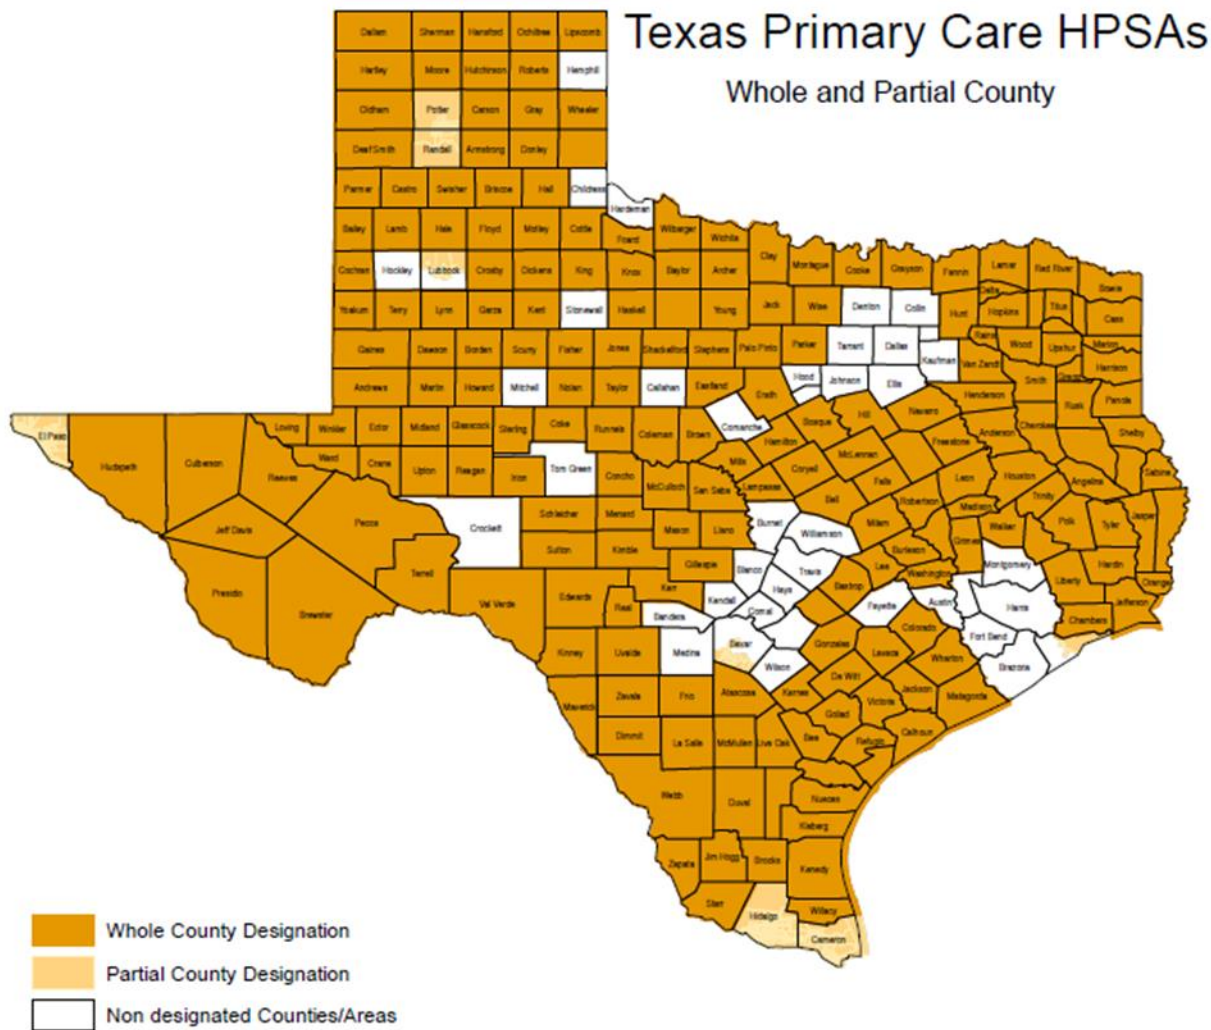 Texas Primary Care HPSAs
Whole and Partial County
Dallam Sherman Hansford Ochiltree Lipscomb
Hartley Moore Hutchinson Roberts Hemphill
Oldham Potter Carson Gray Wheeler
Deaf Smith Randall Armstrong Donley
Parmer Castro Swisher Briscoe Hall Childress
Hardeman
Bailey Lamb Hale Floyd Motley Cottle Foard Wilbarger Wichita
Cochran Hockley Lubbock Crosby Dickens King Knox Baylor Archer Clay Montague Cooke Grayson Fannin Lamar Red River Bowie
Yoakum Terry Lynn Garza Kent Stonewall Haskell Young Jack Wise Denton Collin Hunt Delta Hopkins Titus Cass
Gaines Dawson Borden Scurry Fisher Jones Shackelford Stephens Palo Pinto Parker Tarrant Dallas Kaufman Rains Wood Upshur Marion
Andrews Martin Howard Mitchell Nolan Taylor Callahan Eastland Erath Hood Johnson Ellis Van Zandt Smith Harrison
Henderson Rusk Panola
El Paso Hudspeth Culberson Reeves Loving Winkler Ector Midland Glasscock Sterling Coke Runnels Coleman Brown Comanche Hamilton Bosque Hill Navarro Anderson Cherokee Shelby
Ward Crane Upton Reagan Irion Tom Green Concho McCulloch San Saba Mills Lampasas Coryell McLennan Freestone Leon Houston Angelina Sabine
Jeff Davis Pecos Crockett Schleicher Menard Mason Llano Burnet Bell Falls Robertson Madison Trinity Walker Polk Tyler Jasper
Presidio Brewster Terrell Val Verde Sutton Kimble Gillespie Blanco Williamson Travis Milam Burleson Grimes Montgomery Liberty Hardin Orange
Edwards Real Kerr Kendall Hays Comal Bastrop Lee Washington Austin Harris Chambers Jefferson
Kinney Uvalde Bandera Medina Bexar Wilson Gonzales Fayette Colorado Fort Bend Brazoria
Maverick Zavala Frio Atascosa Karnes De Witt Lavaca Wharton Jackson Matagorda
Dimmit La Salle McMullen Live Oak Bee Goliad Victoria Refugio Calhoun
Webb Duval Nueces
Kleberg
Zapata Jim Hogg Brooks Kenedy
Starr Hidalgo Willacy
Cameron
Whole County Designation
Partial County Designation
Non designated Counties/Areas